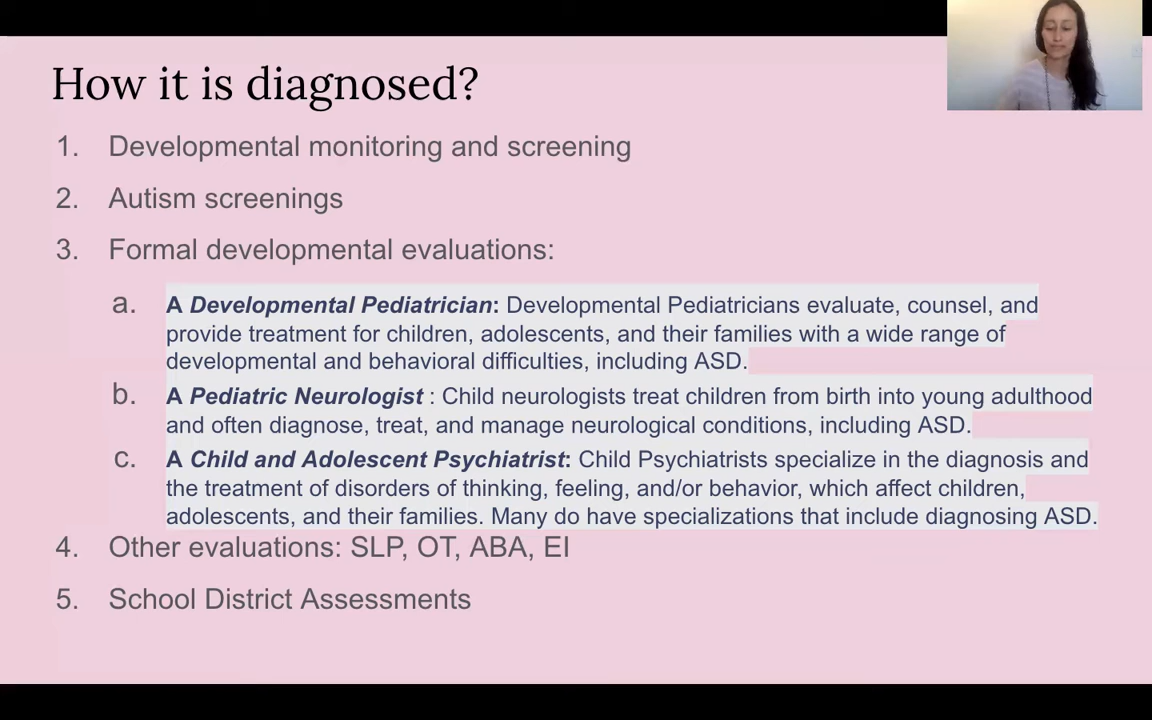 How it is diagnosed?
1. Developmental monitoring and screening
2. Autism screenings
3. Formal developmental evaluations:
a. A Developmental Pediatrician: Developmental Pediatricians evaluate, counsel, and
provide treatment for children, adolescents, and their families with a wide range of
developmental and behavioral difficulties, including ASD.
b. A Pediatric Neurologist : Child neurologists treat children from birth into young adulthood
and often diagnose, treat, and manage neurological conditions, including ASD.
c. A Child and Adolescent Psychiatrist: Child Psychiatrists specialize in the diagnosis and
the treatment of disorders of thinking, feeling, and/or behavior, which affect children,
adolescents, and their families. Many do have specializations that include diagnosing ASD.
4. Other evaluations: SLP, OT, ABA, EI
5. School District Assessments